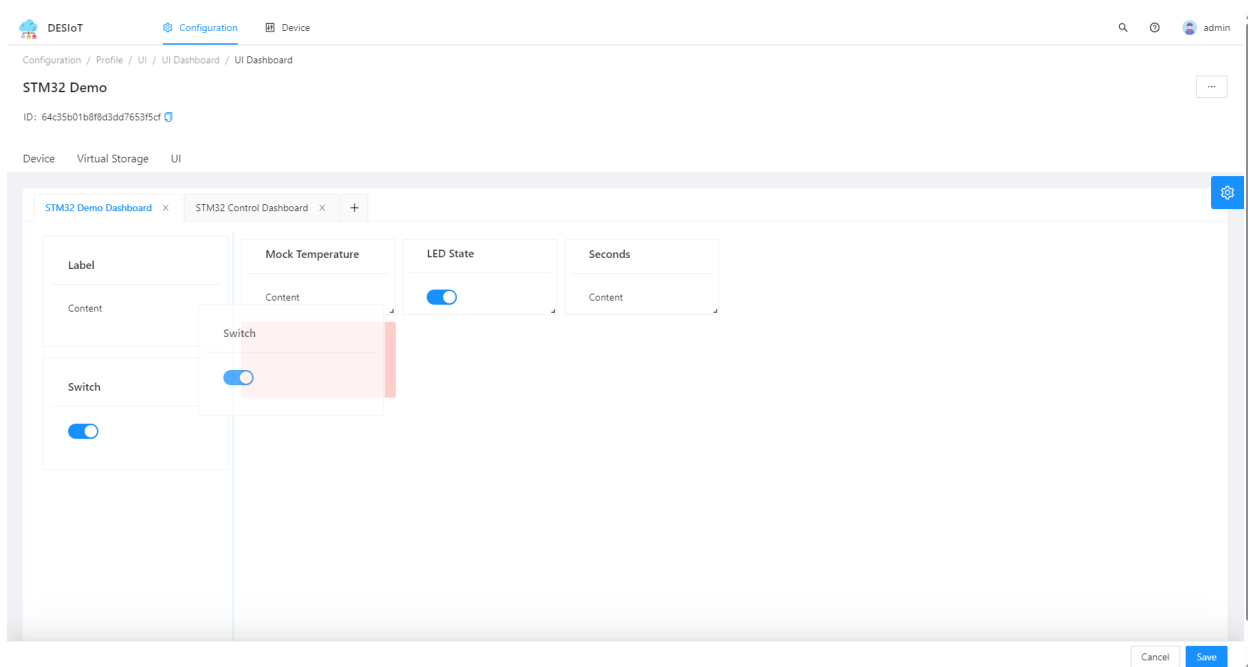 DESIoT Configuration Device admin
Configuration / Profile / UI / UI Dashboard / UI Dashboard
STM32 Demo
...
ID: 64c35b01b8f8d3dd7653f5cf
Device Virtual Storage UI
STM32 Demo Dashboard × STM32 Control Dashboard × +
Label
Content
Switch
Mock Temperature
Content
LED State
Seconds
Content
Switch
Cancel Save